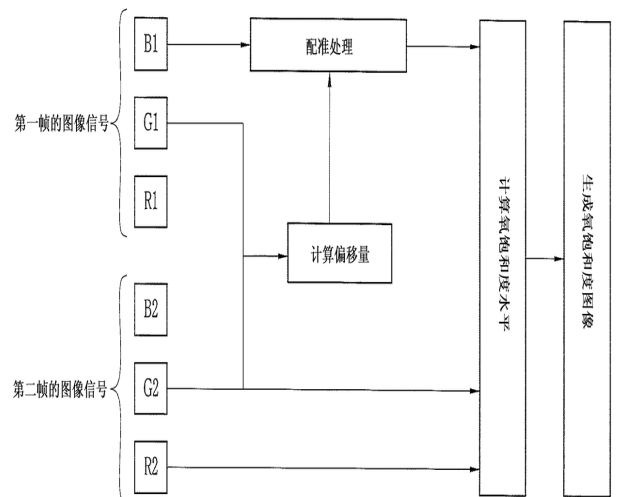 B1
配准处理
G1
第一帧的图像信号
R1
计算偏移量
B2
G2
第二帧的图像信号
R2
计算氧饱和度水平
生成氧饱和度图像